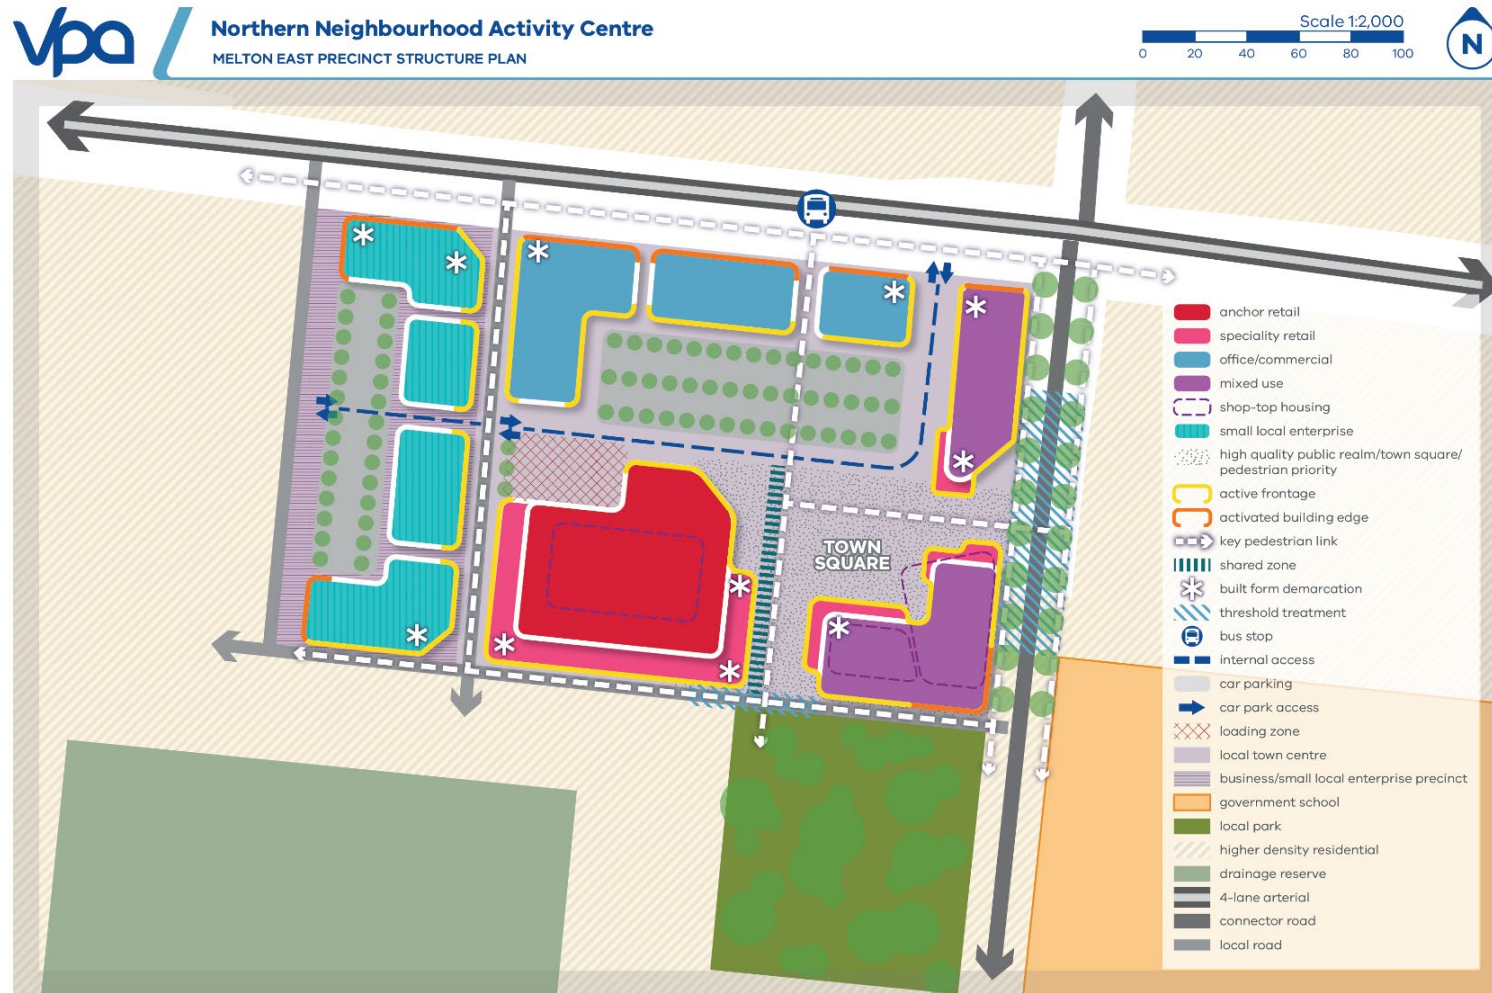 vpa
Northern Neighbourhood Activity Centre
MELTON EAST PRECINCT STRUCTURE PLAN
Scale 1:2,000
0 20 40 60 80 100
N
TOWN
SQUARE
anchor retail
speciality retail
office/commercial
mixed use
shop-top housing
small local enterprise
high quality public realm/town square/
pedestrian priority
active frontage
activated building edge
key pedestrian link
shared zone
built form demarcation
threshold treatment
bus stop
internal access
car parking
car park access
loading zone
local town centre
business/small local enterprise precinct
government school
local park
higher density residential
drainage reserve
4-lane arterial
connector road
local road